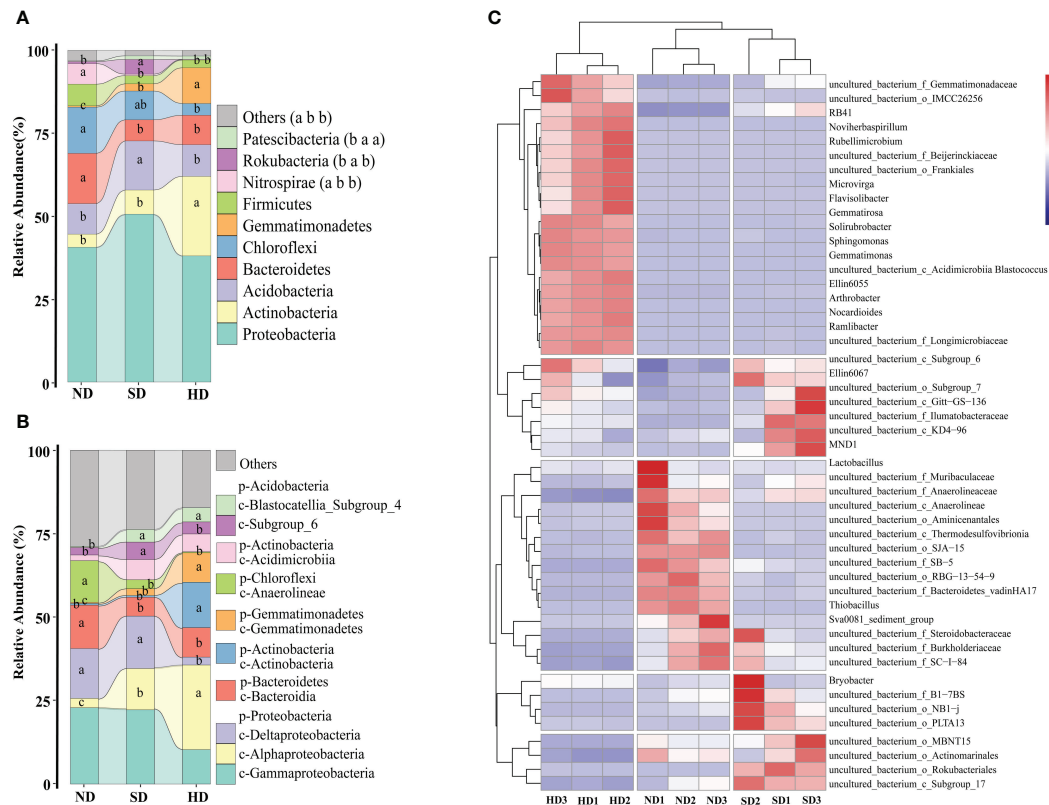 A
Relative Abundance(%)
100
75
50
25
0
b
a
b b
a
b
b
a
c
ab
b
a
b
b
a
a
b
b
b
a
b
ND
SD
HD
Others (a b b)
Patescibacteria (b a a)
Rokubacteria (b a b)
Nitrospirae (a b b)
Firmicutes
Gemmatimonadetes
Chloroflexi
Bacteroidetes
Acidobacteria
Actinobacteria
Proteobacteria
B
Relative Abundance (%)
100
75
50
25
0
b
b
a
a
a
b
a
b
b
c
b
b
b
a
a
a
b
b
a
a
b
c
b
a
ND
SD
HD
Others
p-Acidobacteria
c-Blastocatellia_Subgroup_4
c-Subgroup_6
p-Actinobacteria
c-Acidimicrobiia
p-Chloroflexi
c-Anaerolineae
p-Gemmatimonadetes
c-Gemmatimonadetes
p-Actinobacteria
c-Actinobacteria
p-Bacteroidetes
c-Bacteroidia
p-Proteobacteria
c-Deltaproteobacteria
c-Alphaproteobacteria
c-Gammaproteobacteria
C
uncultured_bacterium_f_Gemmatimonadaceae
uncultured_bacterium_o_IMCC26256
RB41
Noviherbaspirillum
Rubellimicrobium
uncultured_bacterium_f_Beijerinckiaceae
uncultured_bacterium_o_Frankiales
Microvirga
Flavisolibacter
Gemmatirosa
Solirubrobacter
Sphingomonas
Gemmatimonas
uncultured_bacterium_c_Acidimicrobiia Blastococcus
Ellin6055
Arthrobacter
Nocardioides
Ramlibacter
uncultured_bacterium_f_Longimicrobiaceae
uncultured_bacterium_c_Subgroup_6
Ellin6067
uncultured_bacterium_o_Subgroup_7
uncultured_bacterium_c_Gitt-GS-136
uncultured_bacterium_f_Ilumatobacteraceae
uncultured_bacterium_c_KD4-96
MND1
Lactobacillus
uncultured_bacterium_f_Muribaculaceae
uncultured_bacterium_f_Anaerolineaceae
uncultured_bacterium_c_Anaerolineae
uncultured_bacterium_o_Aminicenantales
uncultured_bacterium_c_Thermodesulfovibrionia
uncultured_bacterium_o_SJA-15
uncultured_bacterium_f_SB-5
uncultured_bacterium_o_RBG-13-54-9
uncultured_bacterium_f_Bacteroidetes_vadinHA17
Thiobacillus
Sva0081_sediment_group
uncultured_bacterium_f_Steroidobacteraceae
uncultured_bacterium_f_Burkholderiaceae
uncultured_bacterium_f_SC-I-84
Bryobacter
uncultured_bacterium_f_B1-7BS
uncultured_bacterium_o_NB1-j
uncultured_bacterium_o_PLTA13
uncultured_bacterium_o_MBNT15
uncultured_bacterium_o_Actinomarinales
uncultured_bacterium_o_Rokubacteriales
uncultured_bacterium_c_Subgroup_17
HD3 HD1 HD2 ND1 ND2 ND3 SD2 SD1 SD3